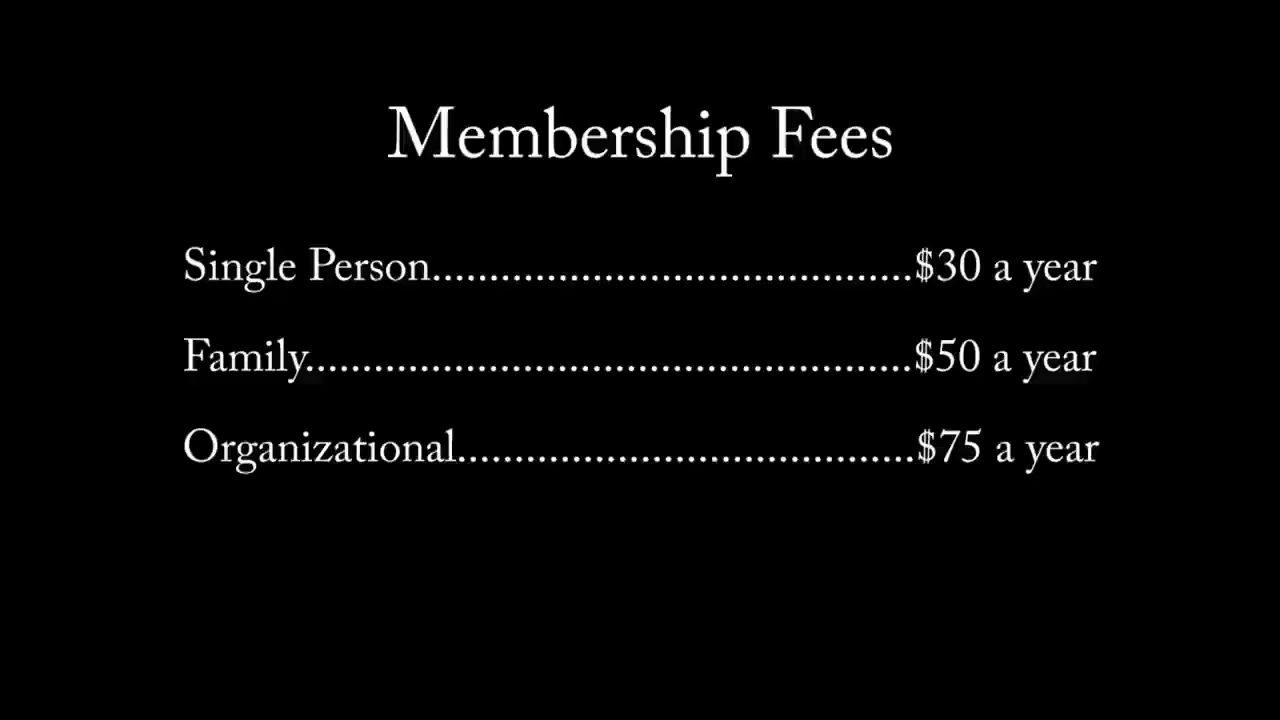 Membership Fees
Single Person..........................................$30 a year
Family.....................................................$50 a year
Organizational........................................$75 a year